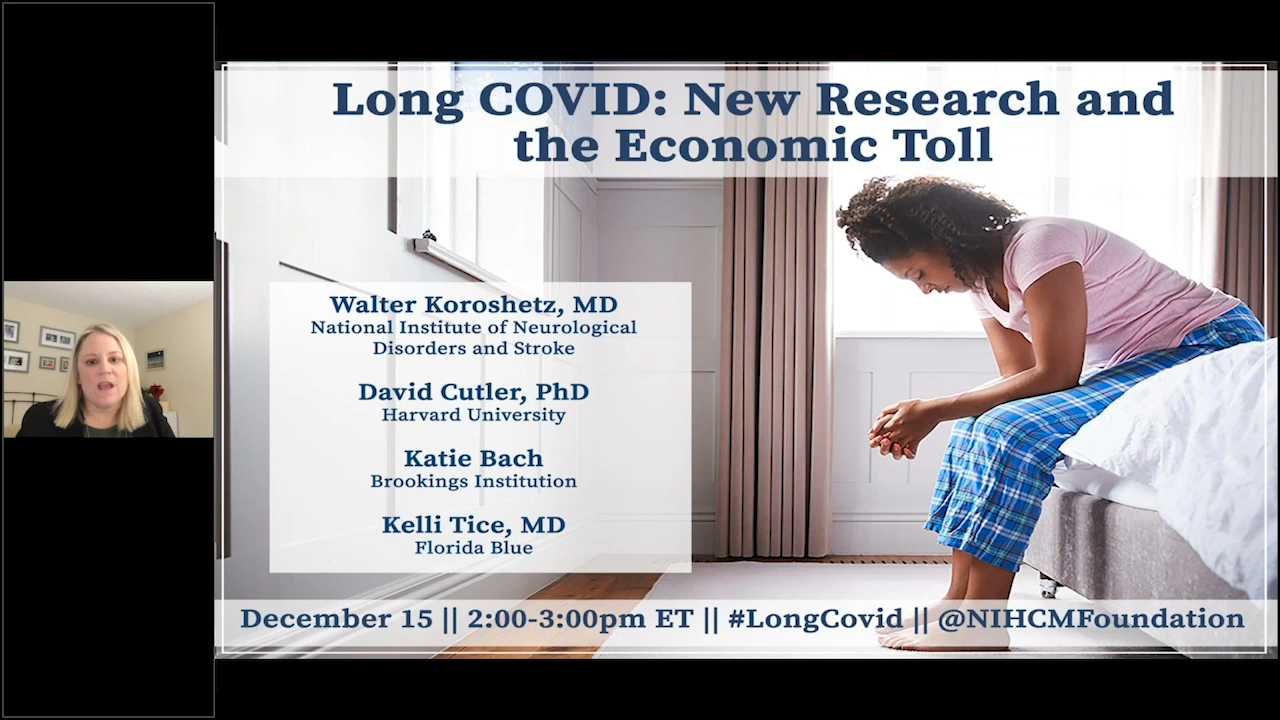 Long COVID: New Research and
the Economic Toll
Walter Koroshetz, MD
National Institute of Neurological
Disorders and Stroke
David Cutler, PhD
Harvard University
Katie Bach
Brookings Institution
Kelli Tice, MD
Florida Blue
December 15 || 2:00-3:00pm ET || #LongCovid || @NIHCMFoundation